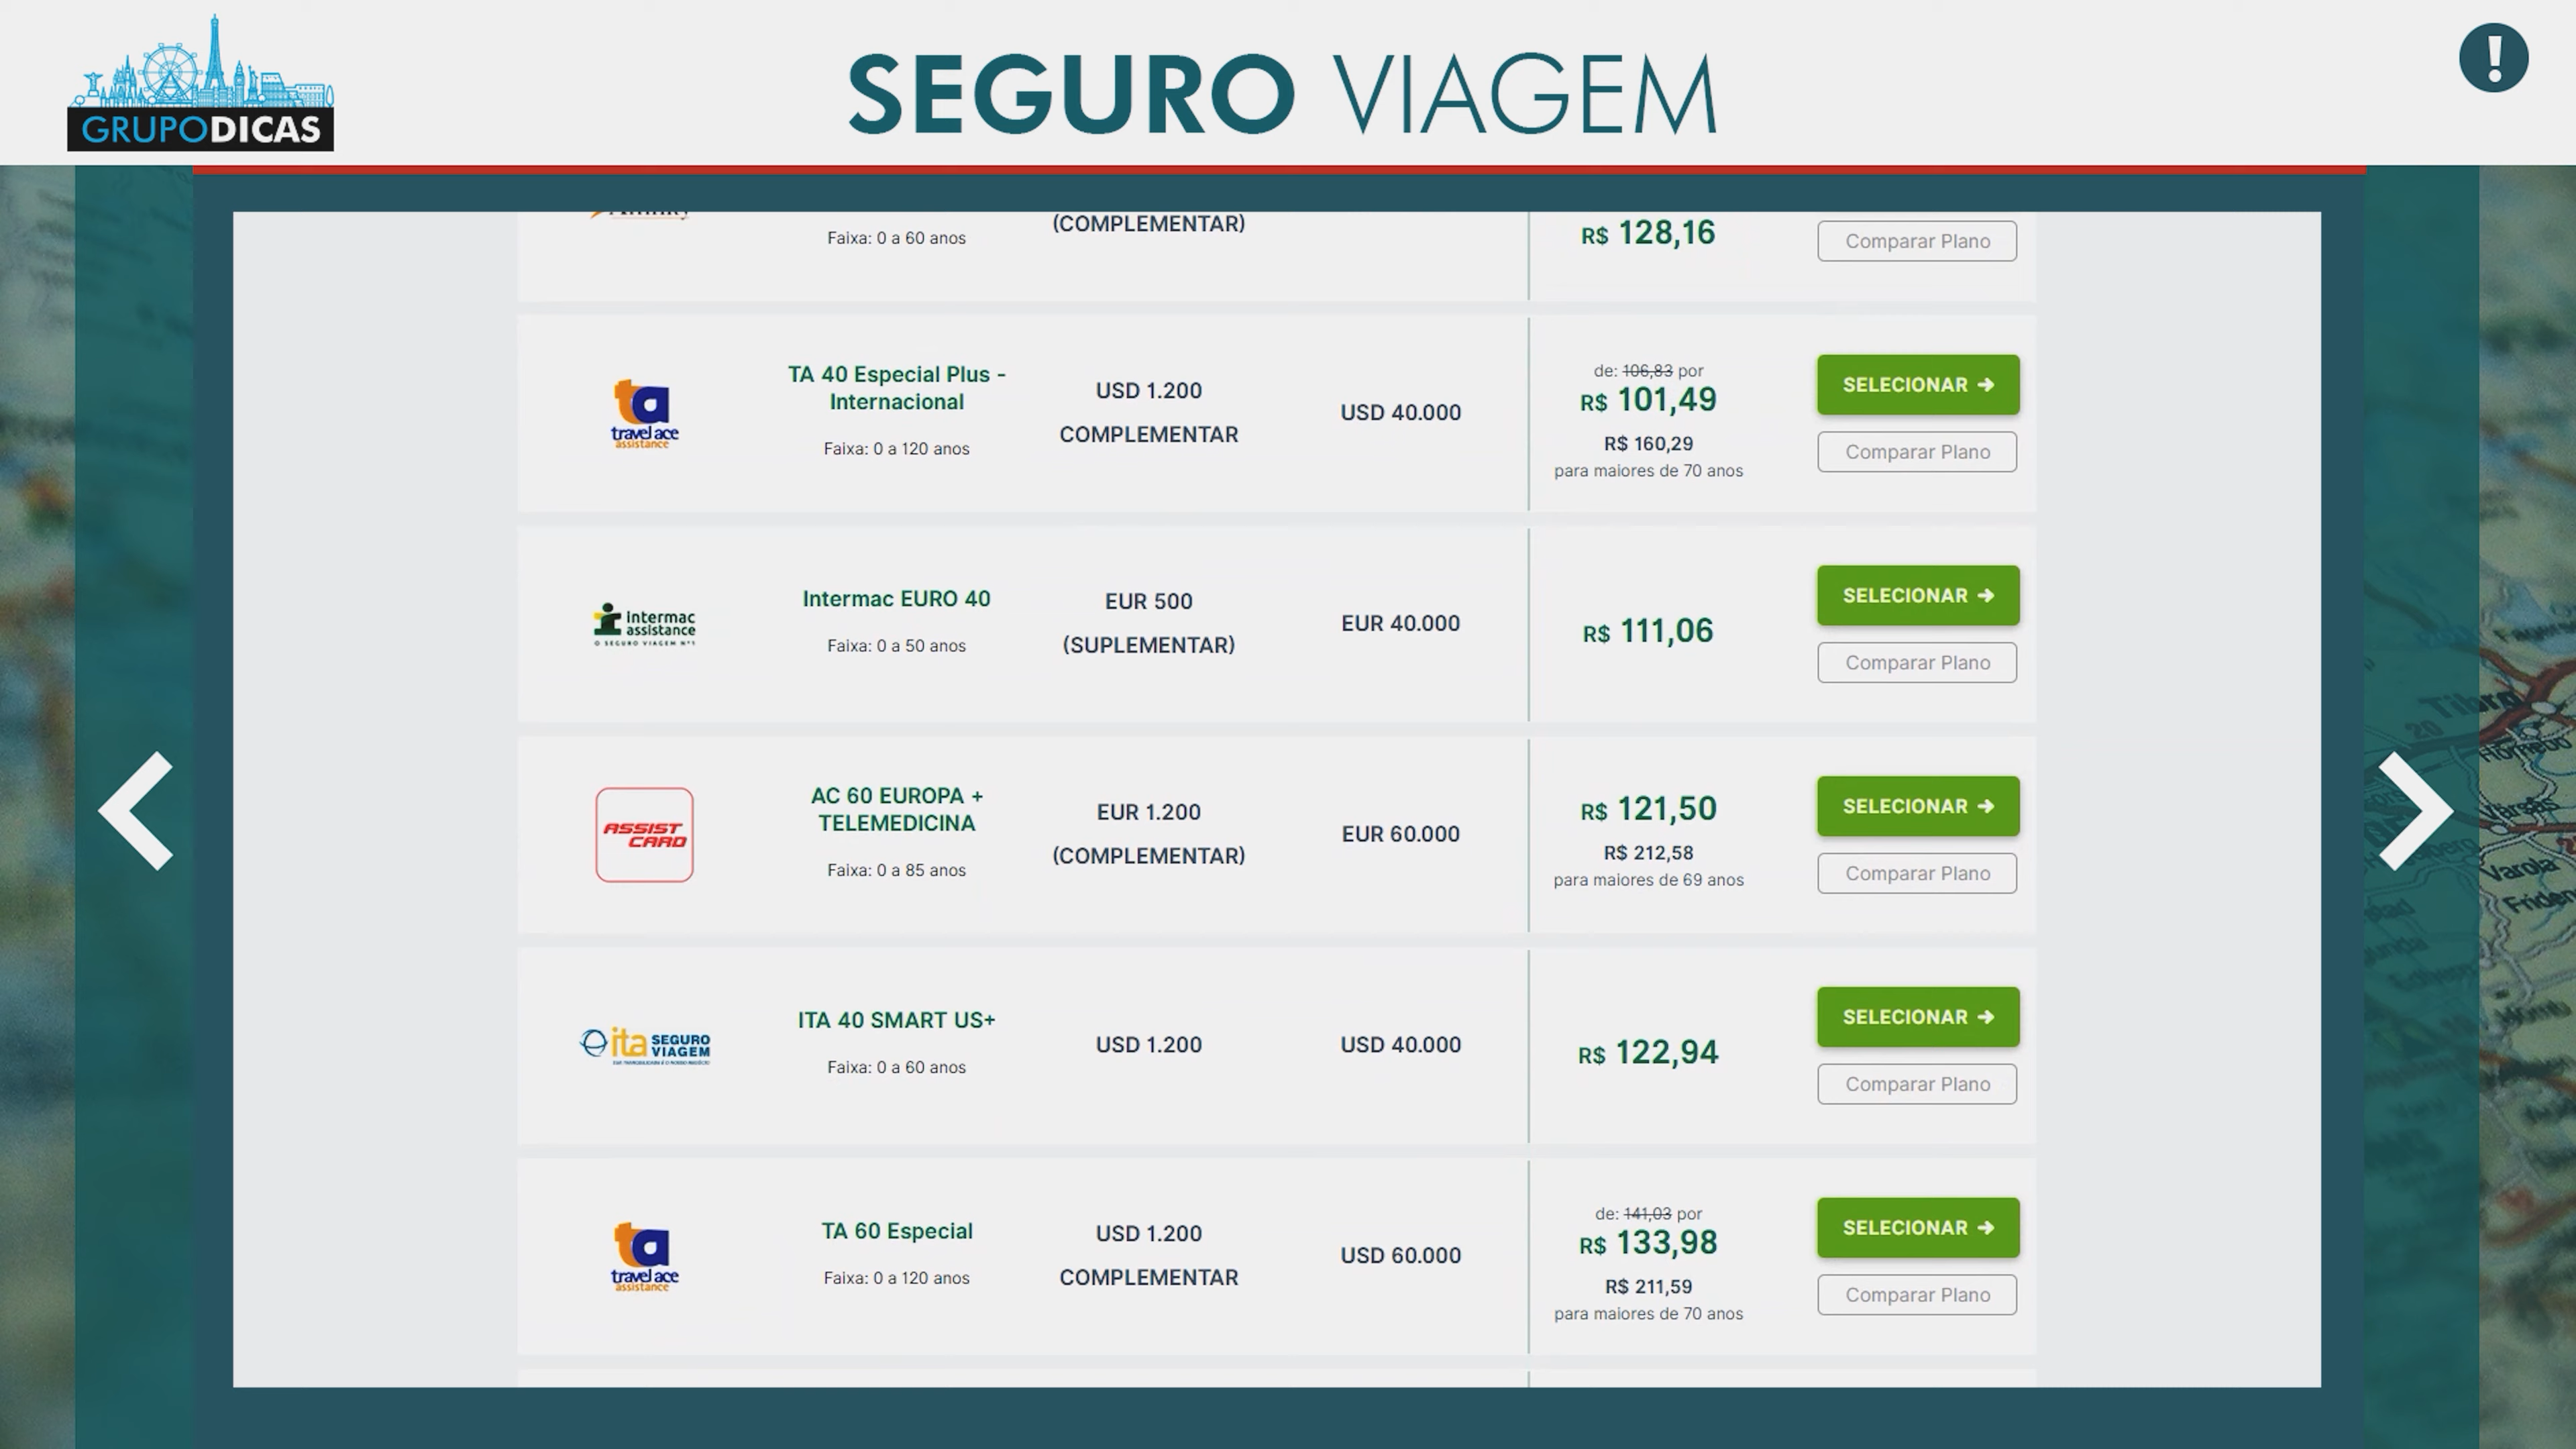 GRUPODICAS
SEGURO VIAGEM
!
Faixa: 0 a 60 anos
(COMPLEMENTAR)
R$ 128,16
Comparar Plano
travel ace
assistance
TA 40 Especial Plus -
Internacional
Faixa: 0 a 120 anos
USD 1.200
COMPLEMENTAR
USD 40.000
de: 106,83 por
R$ 101,49
R$ 160,29
para maiores de 70 anos
SELECIONAR
Comparar Plano
Intermac
assistance
O SEGURO VIAGEM Nº1
Intermac EURO 40
Faixa: 0 a 50 anos
EUR 500
(SUPLEMENTAR)
EUR 40.000
R$ 111,06
SELECIONAR
Comparar Plano
ASSIST
CARD
AC 60 EUROPA +
TELEMEDICINA
Faixa: 0 a 85 anos
EUR 1.200
(COMPLEMENTAR)
EUR 60.000
R$ 121,50
R$ 212,58
para maiores de 69 anos
SELECIONAR
Comparar Plano
ita SEGURO
VIAGEM
ITA 40 SMART US+
Faixa: 0 a 60 anos
USD 1.200
USD 40.000
R$ 122,94
SELECIONAR
Comparar Plano
travel ace
assistance
TA 60 Especial
Faixa: 0 a 120 anos
USD 1.200
COMPLEMENTAR
USD 60.000
de: 141,03 por
R$ 133,98
R$ 211,59
para maiores de 70 anos
SELECIONAR
Comparar Plano
Varola